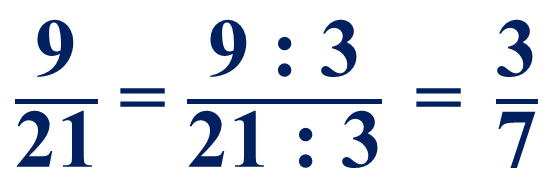 9/21 = 9 : 3/21 : 3 = 3/7